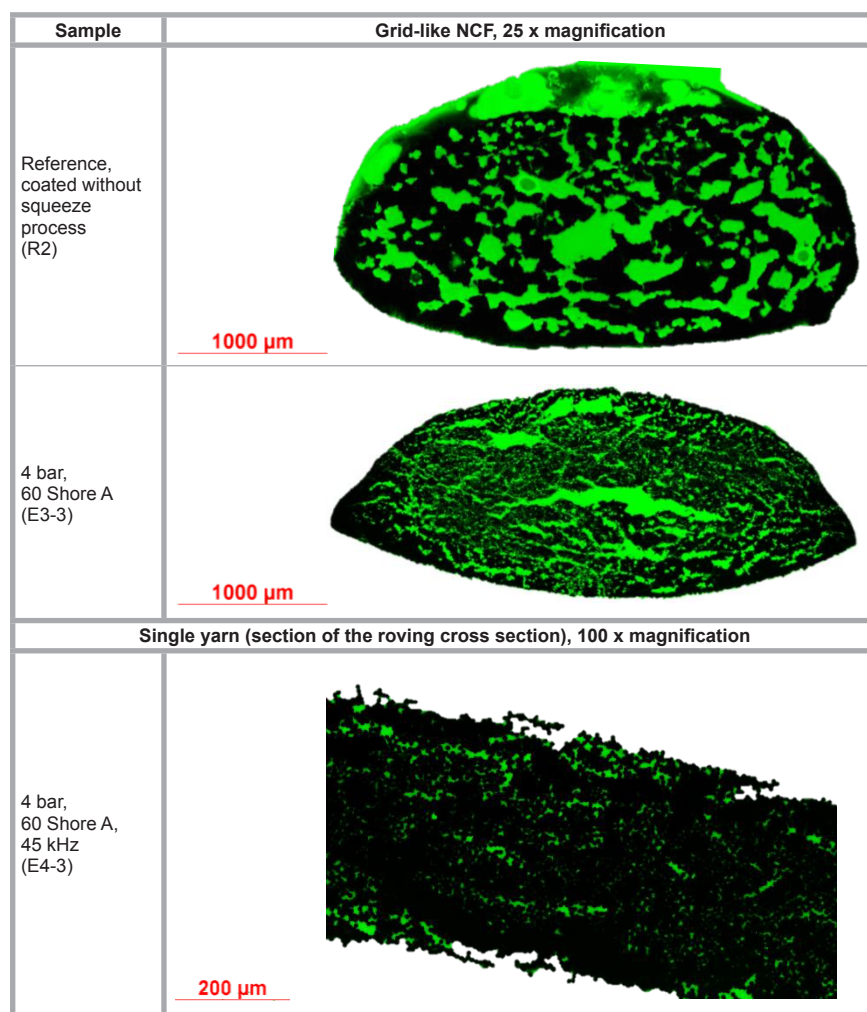 Sample
Grid-like NCF, 25 x magnification
Reference,
coated without
squeeze
process
(R2)
1000 µm
4 bar,
60 Shore A
(E3-3)
1000 µm
Single yarn (section of the roving cross section), 100 x magnification
4 bar,
60 Shore A,
45 kHz
(E4-3)
200 µm